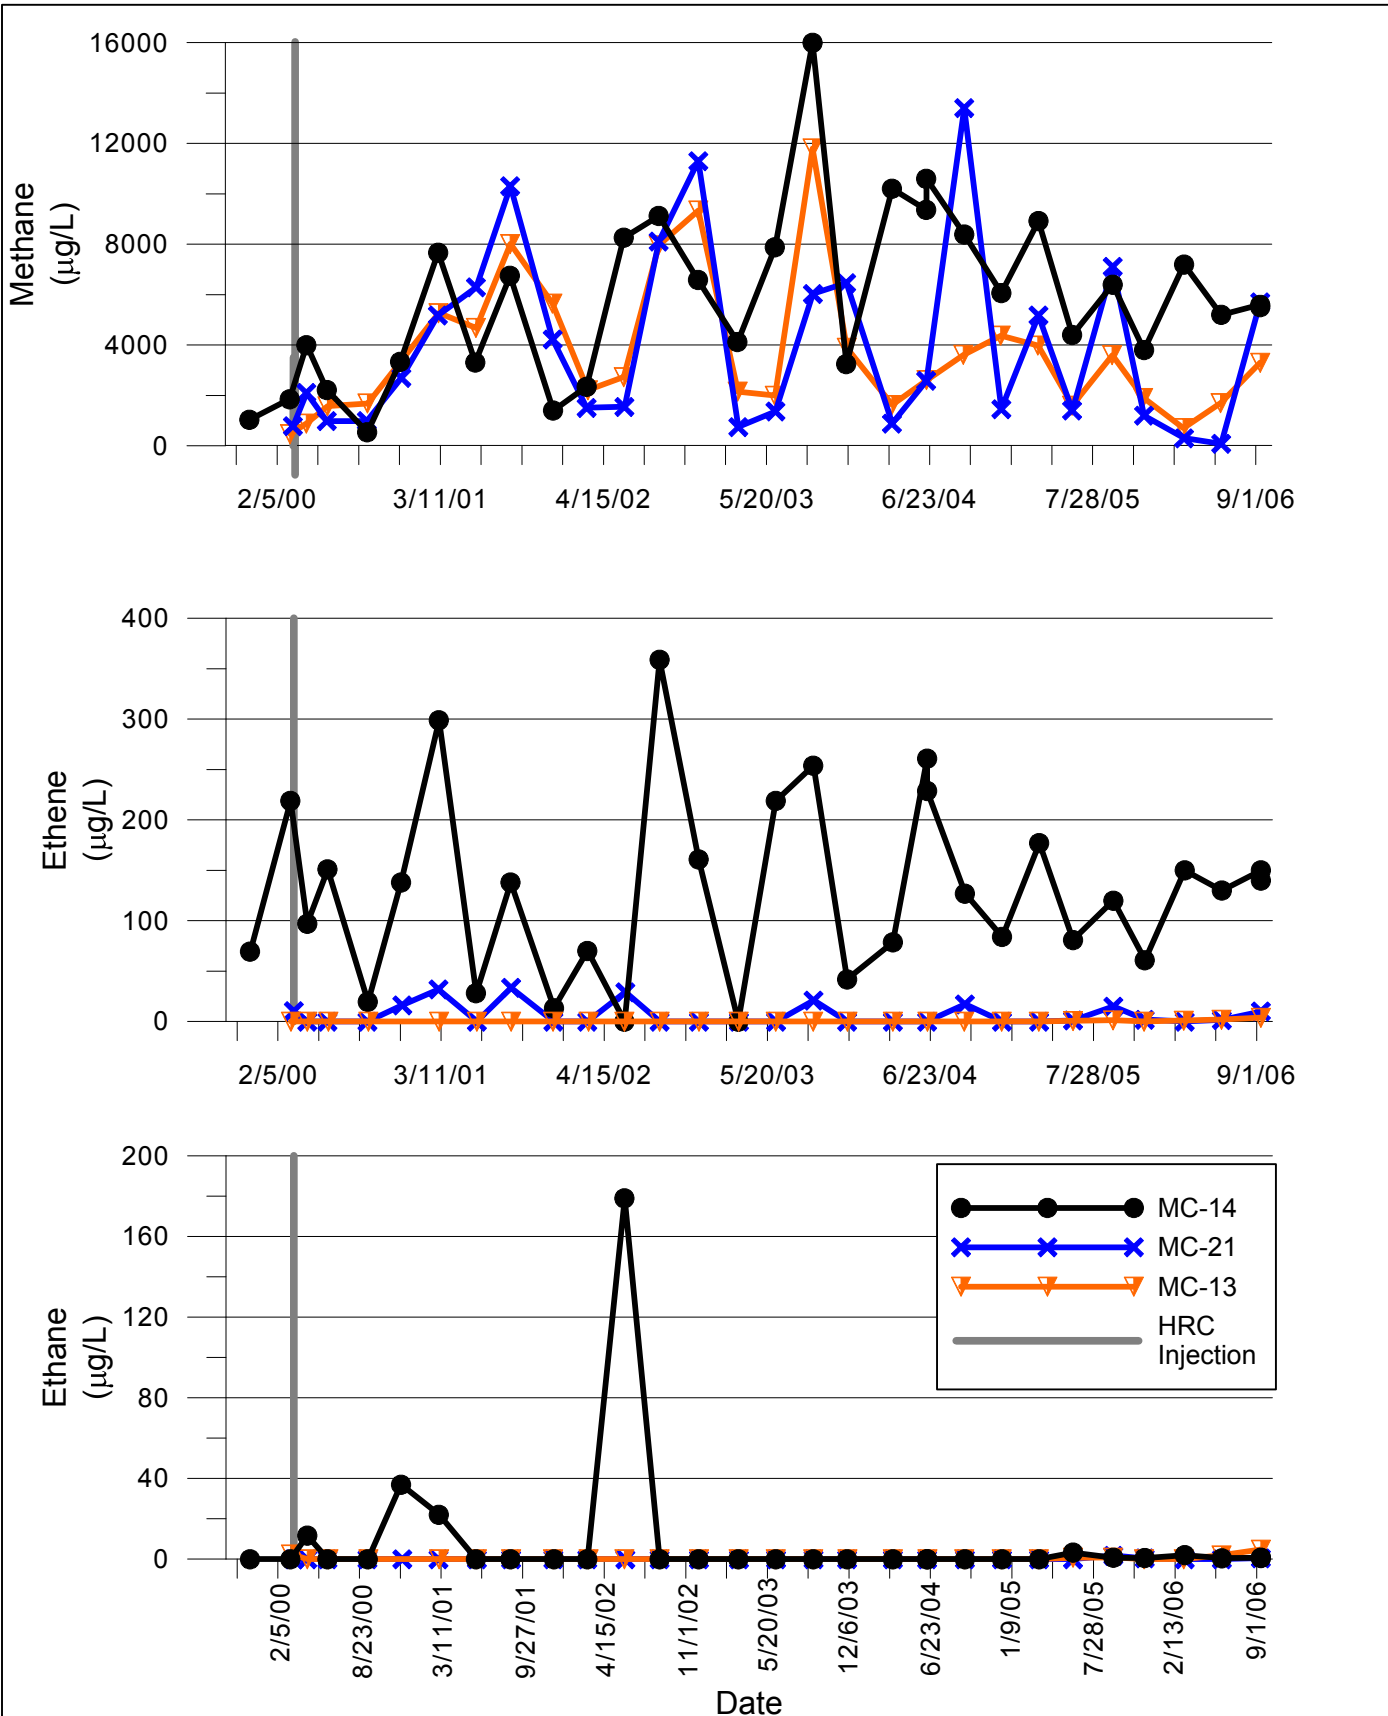 16000
12000
8000
4000
0
Methane
(μg/L)
2/5/00 3/11/01 4/15/02 5/20/03 6/23/04 7/28/05 9/1/06
400
300
200
100
0
Ethene
(μg/L)
2/5/00 3/11/01 4/15/02 5/20/03 6/23/04 7/28/05 9/1/06
200
160
120
80
40
0
Ethane
(μg/L)
MC-14
MC-21
MC-13
HRC
Injection
2/5/00 8/23/00 3/11/01 9/27/01 4/15/02 11/1/02 5/20/03 12/6/03 6/23/04 1/9/05 7/28/05 2/13/06 9/1/06
Date